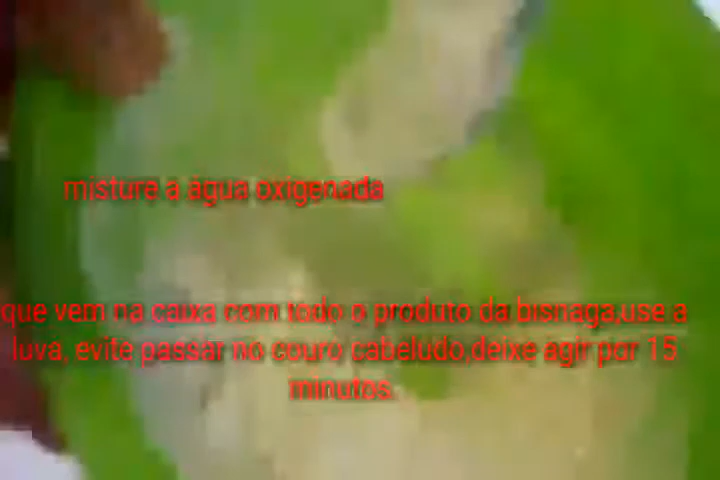 misture a água oxigenada
que vem na caixa com todo o produto da bisnaga,use a
luva, evite passar no couro cabeludo,deixe agir por 15
minutos.